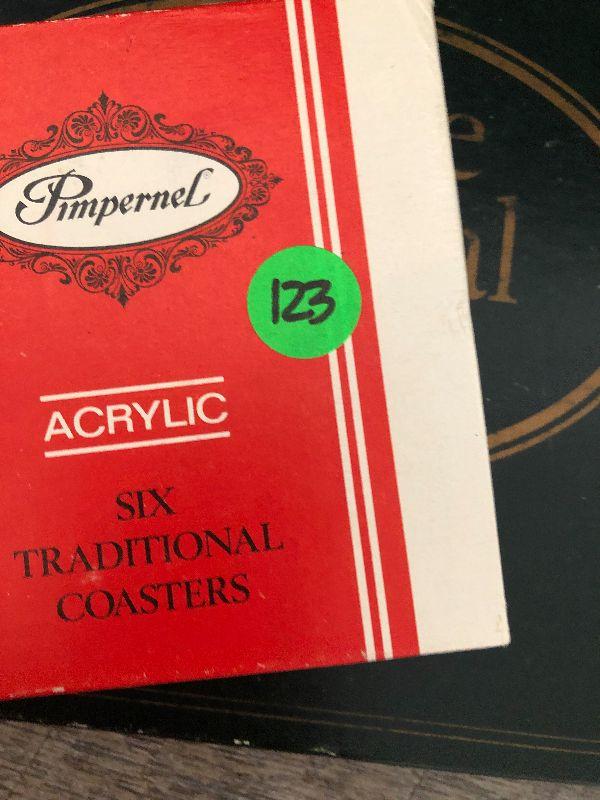 Pimpernel
123
ACRYLIC
SIX
TRADITIONAL
COASTERS